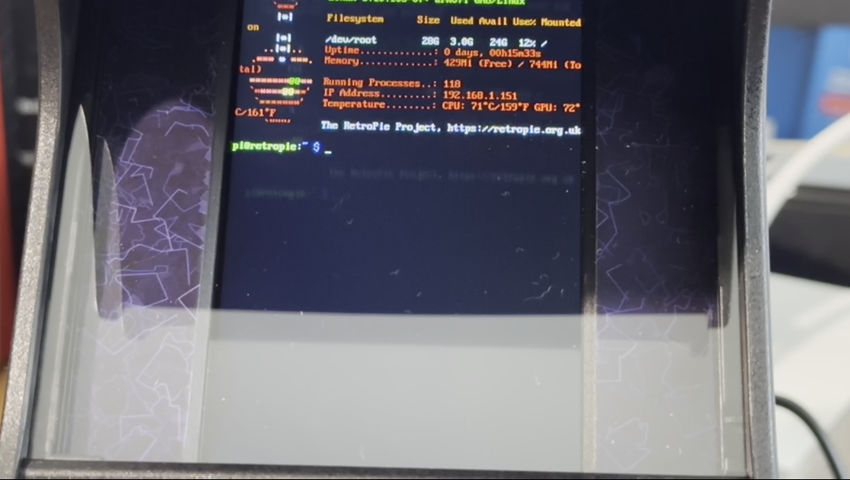 Filesystem Size Used Avail Use% Mounted
on
/dev/root 28G 3.0G 24G 12% /
Uptime.............: 0 days, 00h15m33s
Memory.............: 429Mi (Free) / 744Mi (To
tal)
Running Processes..: 118
IP Address.........: 192.168.1.151
Temperature........: CPU: 71°C/159°F GPU: 72°
C/161°F
The RetroPie Project, https://retropie.org.uk
pi@retropie:~ $